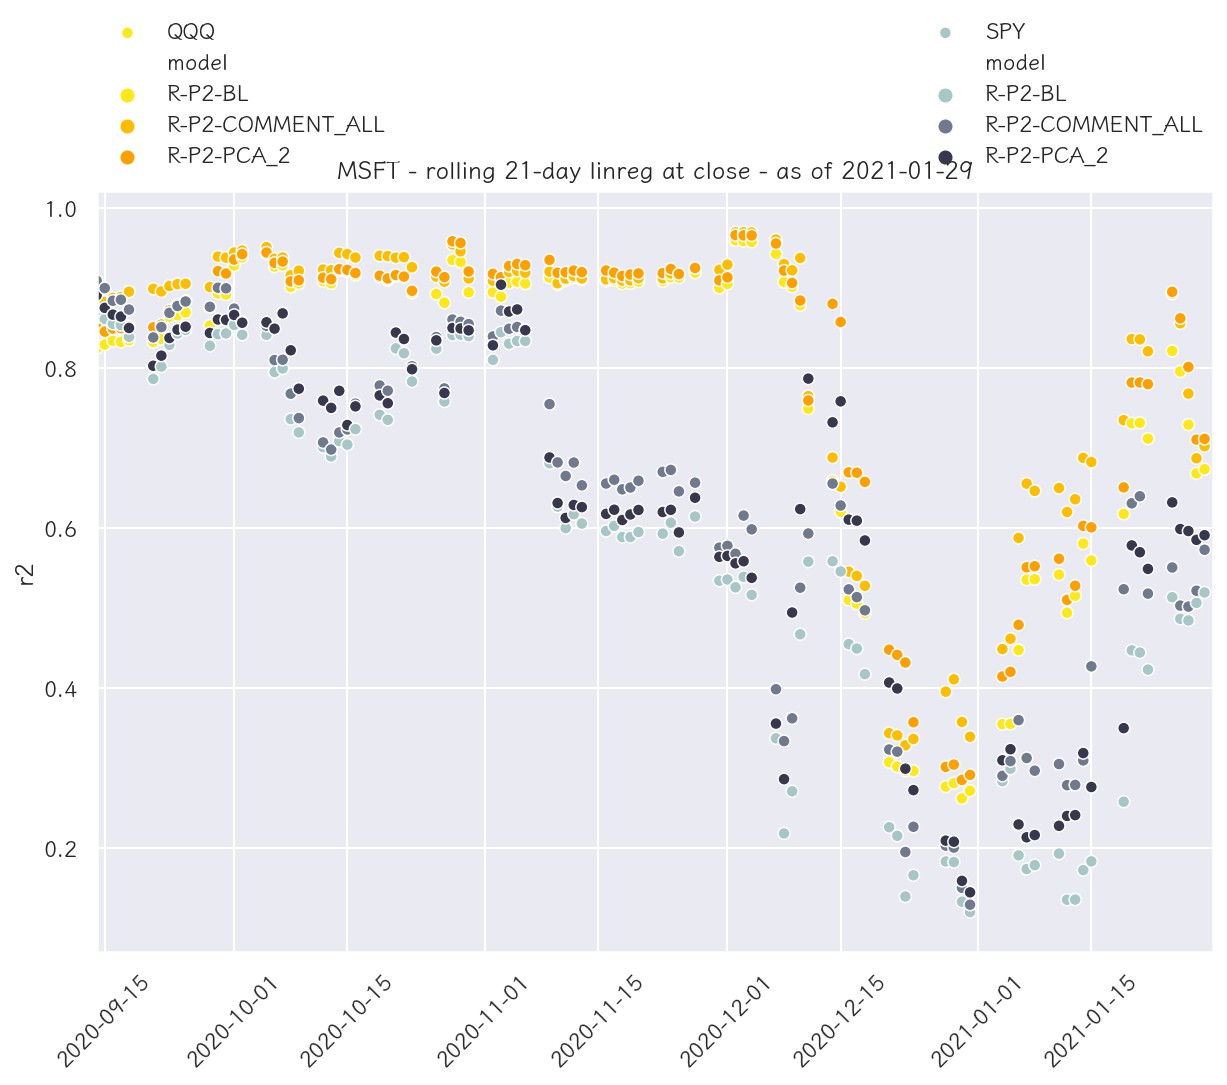 QQQ
model
R-P2-BL
R-P2-COMMENT_ALL
R-P2-PCA_2
SPY
model
R-P2-BL
R-P2-COMMENT_ALL
R-P2-PCA_2
MSFT - rolling 21-day linreg at close - as of 2021-01-29
1.0
0.8
0.6
0.4
0.2
r2
2020-09-15
2020-10-01
2020-10-15
2020-11-01
2020-11-15
2020-12-01
2020-12-15
2021-01-01
2021-01-15